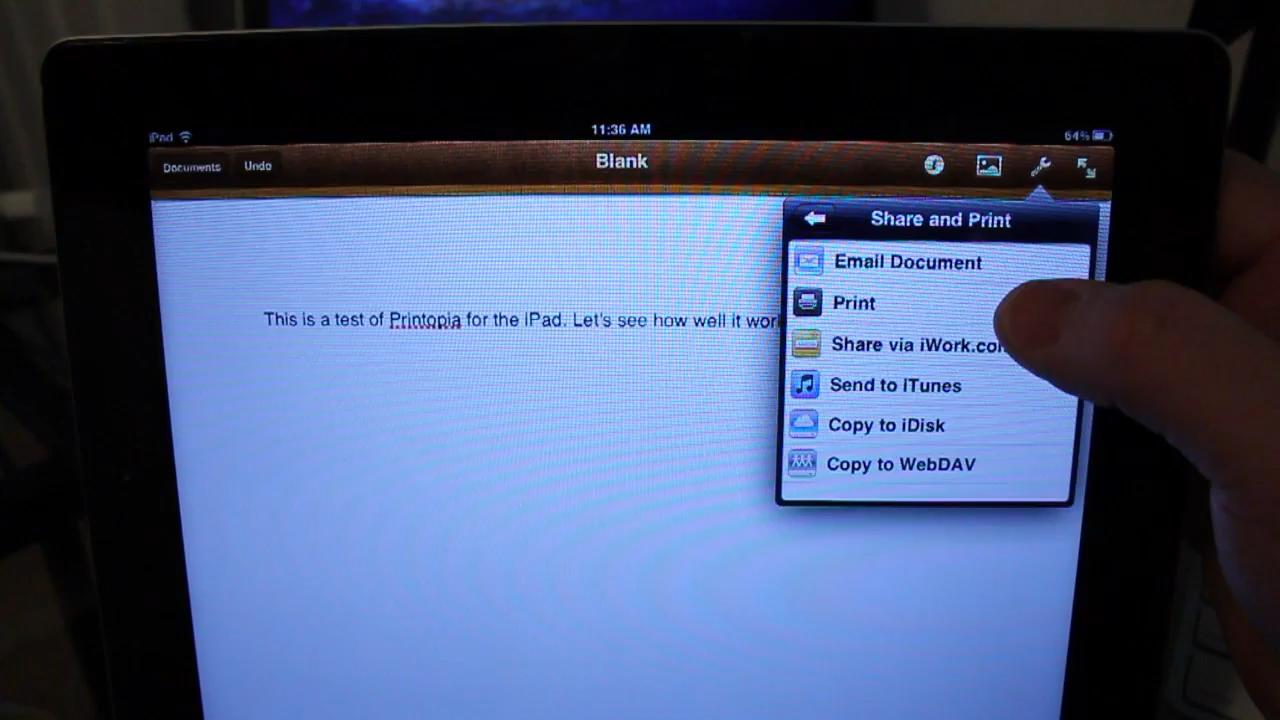 iPad
11:36 AM
64%
Documents
Undo
Blank
Share and Print
Email Document
Print
Share via iWork.co
Send to iTunes
Copy to iDisk
Copy to WebDAV
This is a test of Printopia for the iPad. Let's see how well it wor